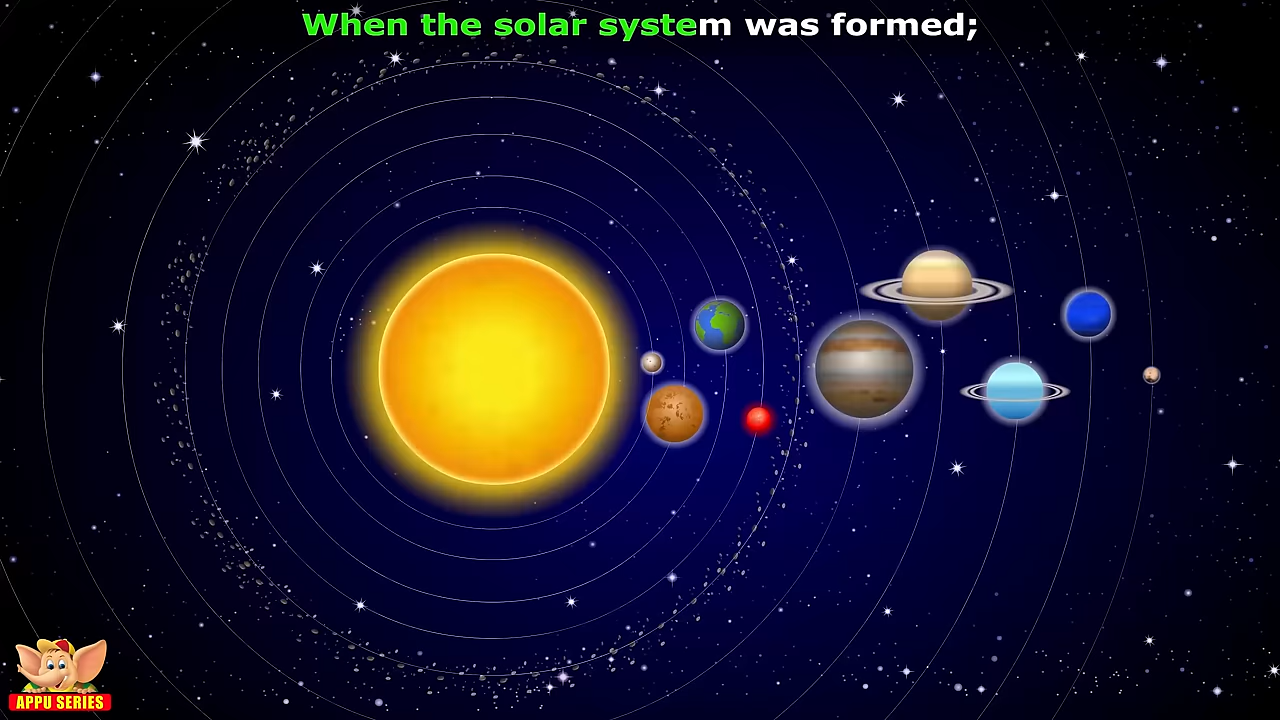 When the solar system was formed;
APPU SERIES